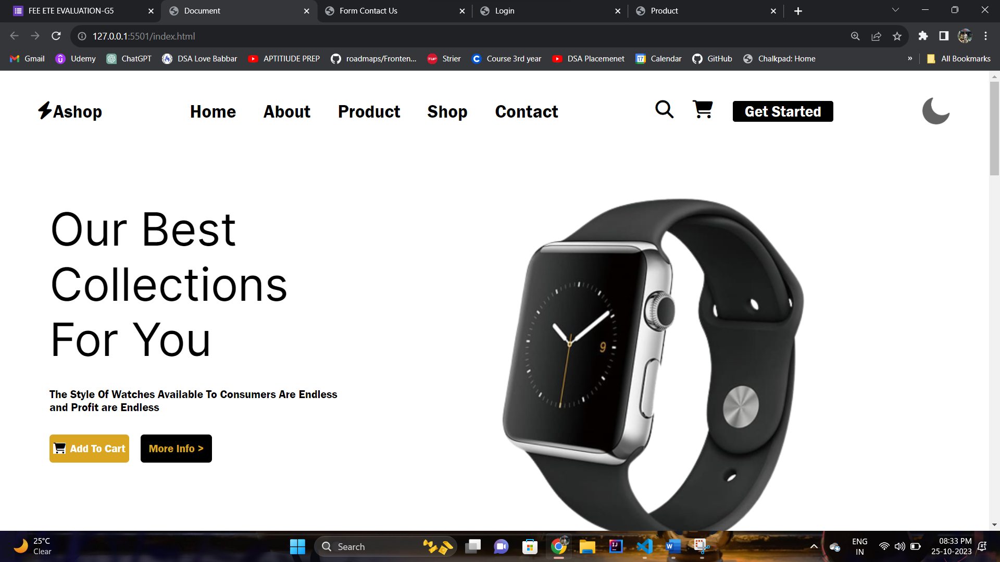 FEE ETE EVALUATION-G5
Document
Form Contact Us
Login
Product
127.0.0.1:5501/index.html
Gmail
Udemy
ChatGPT
DSA Love Babbar
APTITIUDE PREP
roadmaps/Fronten...
TUF Strier
C Course 3rd year
DSA Placemenet
17 Calendar
GitHub
Chalkpad: Home
»
All Bookmarks
Ashop
Home
About
Product
Shop
Contact
Get Started
Our Best
Collections
For You
9
The Style Of Watches Available To Consumers Are Endless
and Profit are Endless
Add To Cart
More Info >
25°C
Clear
Search
IJ
W
ENG
IN
08:33 PM
25-10-2023